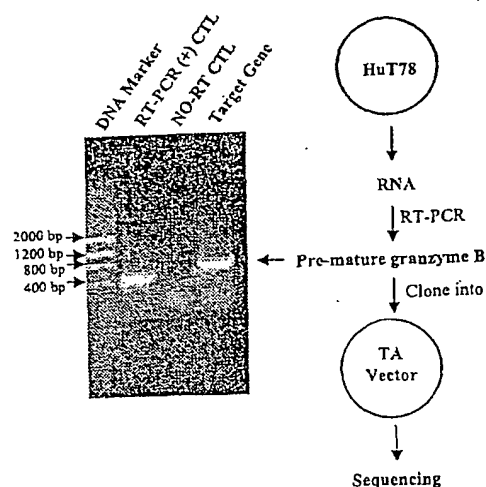 DNA Marker
RT-PCR (+) CTL
NO-RT CTL
Target Gene
2000 bp
1200 bp
800 bp
400 bp
HuT78
RNA
RT-PCR
Pre-mature granzyme B
Clone into
TA
Vector
Sequencing